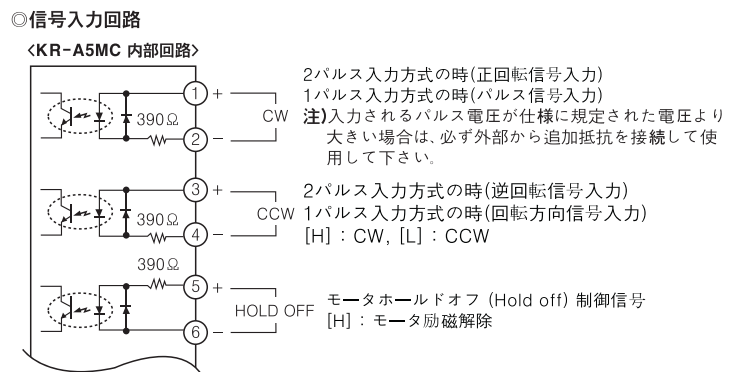 ◎信号入力回路
<KR-A5MC 内部回路>
① +
CW
390Ω
② −
2パルス入力方式の時(正回転信号入力)
1パルス入力方式の時(パルス信号入力)
注)入力されるパルス電圧が仕様に規定された電圧より
大きい場合は、必ず外部から追加抵抗を接続して使
用して下さい。
③ +
CCW
390Ω
④ −
2パルス入力方式の時(逆回転信号入力)
1パルス入力方式の時(回転方向信号入力)
[H] : CW, [L] : CCW
390Ω
⑤ +
HOLD OFF
⑥ −
モータホールドオフ (Hold off) 制御信号
[H] : モータ励磁解除